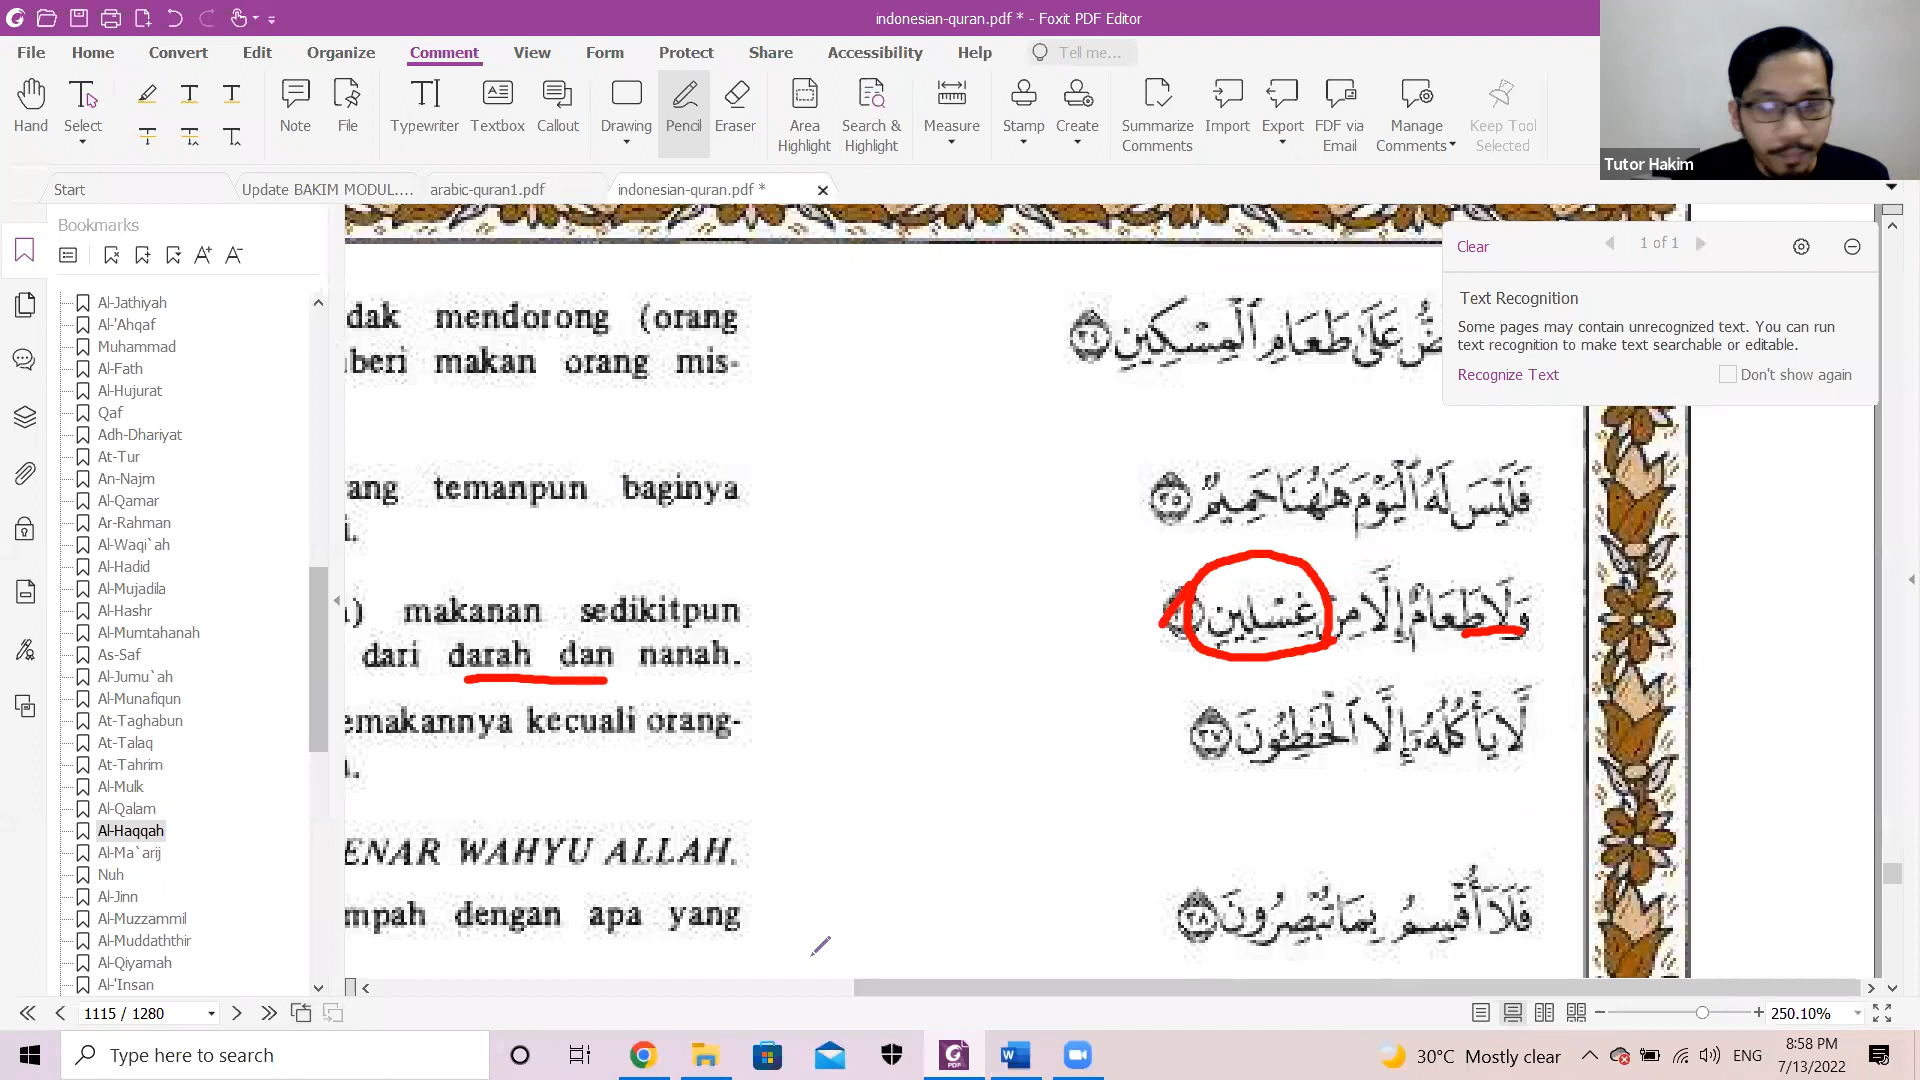 indonesian-quran.pdf * - Foxit PDF Editor
File Home Convert Edit Organize Comment View Form Protect Share Accessibility Help Tell me...
Hand Select Note File Typewriter Textbox Callout Drawing Pencil Eraser Area Highlight Search & Highlight Measure Stamp Create Summarize Comments Import Export FDF via Email Manage Comments Keep Tool Selected
Tutor Hakim
Start Update BAKIM MODUL.... arabic-quran1.pdf indonesian-quran.pdf *
Bookmarks
Al-Jathiyah
Al-'Ahqaf
Muhammad
Al-Fath
Al-Hujurat
Qaf
Adh-Dhariyat
At-Tur
An-Najm
Al-Qamar
Ar-Rahman
Al-Waqi`ah
Al-Hadid
Al-Mujadila
Al-Hashr
Al-Mumtahanah
As-Saf
Al-Jumu`ah
Al-Munafiqun
At-Taghabun
At-Talaq
At-Tahrim
Al-Mulk
Al-Qalam
Al-Haqqah
Al-Ma`arij
Nuh
Al-Jinn
Al-Muzzammil
Al-Muddaththir
Al-Qiyamah
Al-'Insan
dak mendorong (orang
beri makan orang mis-
ang temanpun baginya
i.
) makanan sedikitpun
dari darah dan nanah.
emakannya kecuali orang-
ENAR WAHYU ALLAH.
mpah dengan apa yang
عَلَىٰ طَعَامِ ٱلْمِسْكِينِ ٣٤
فَلَيْسَ لَهُ ٱلْيَوْمَ هَـٰهُنَا حَمِيمٌ ٣٥
وَلَا طَعَامٌ إِلَّا مِنْ غِسْلِينٍ
لَّا يَأْكُلُهُۥٓ إِلَّا ٱلْخَـٰطِـُٔونَ ٣٧
فَلَآ أُقْسِمُ بِمَا تُبْصِرُونَ ٣٨
Clear 1 of 1
Text Recognition
Some pages may contain unrecognized text. You can run
text recognition to make text searchable or editable.
Recognize Text Don't show again
1115 / 1280
250.10%
Type here to search
30°C Mostly clear
ENG
8:58 PM
7/13/2022